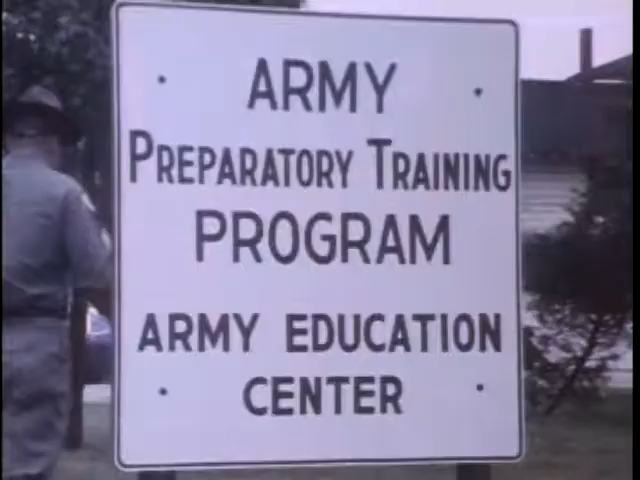 ARMY
PREPARATORY TRAINING
PROGRAM
ARMY EDUCATION
CENTER